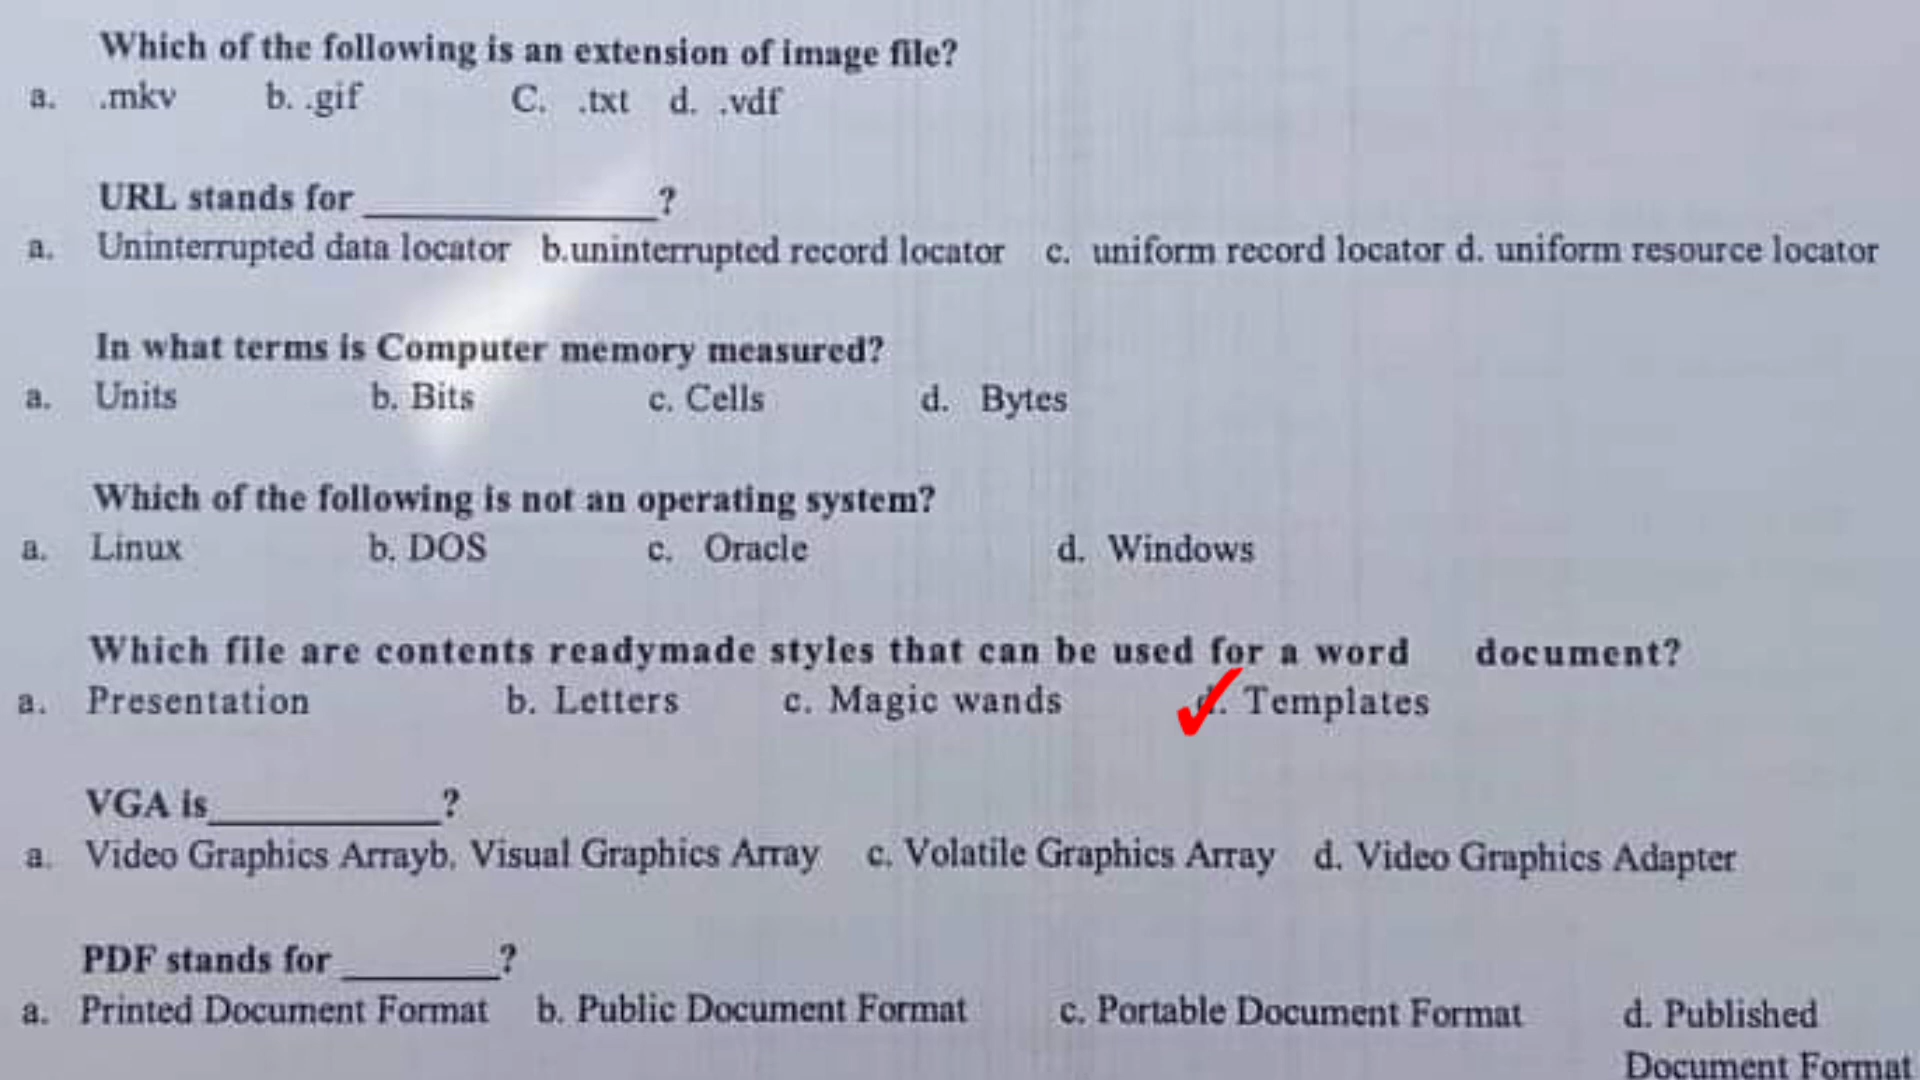 Which of the following is an extension of image file?
a. .mkv b. .gif C. .txt d. .vdf
URL stands for ______________?
a. Uninterrupted data locator b.uninterrupted record locator c. uniform record locator d. uniform resource locator
In what terms is Computer memory measured?
a. Units b. Bits c. Cells d. Bytes
Which of the following is not an operating system?
a. Linux b. DOS c. Oracle d. Windows
Which file are contents readymade styles that can be used for a word document?
a. Presentation b. Letters c. Magic wands d. Templates
VGA is___________?
a. Video Graphics Arrayb. Visual Graphics Array c. Volatile Graphics Array d. Video Graphics Adapter
PDF stands for ________?
a. Printed Document Format b. Public Document Format c. Portable Document Format d. Published
Document Format